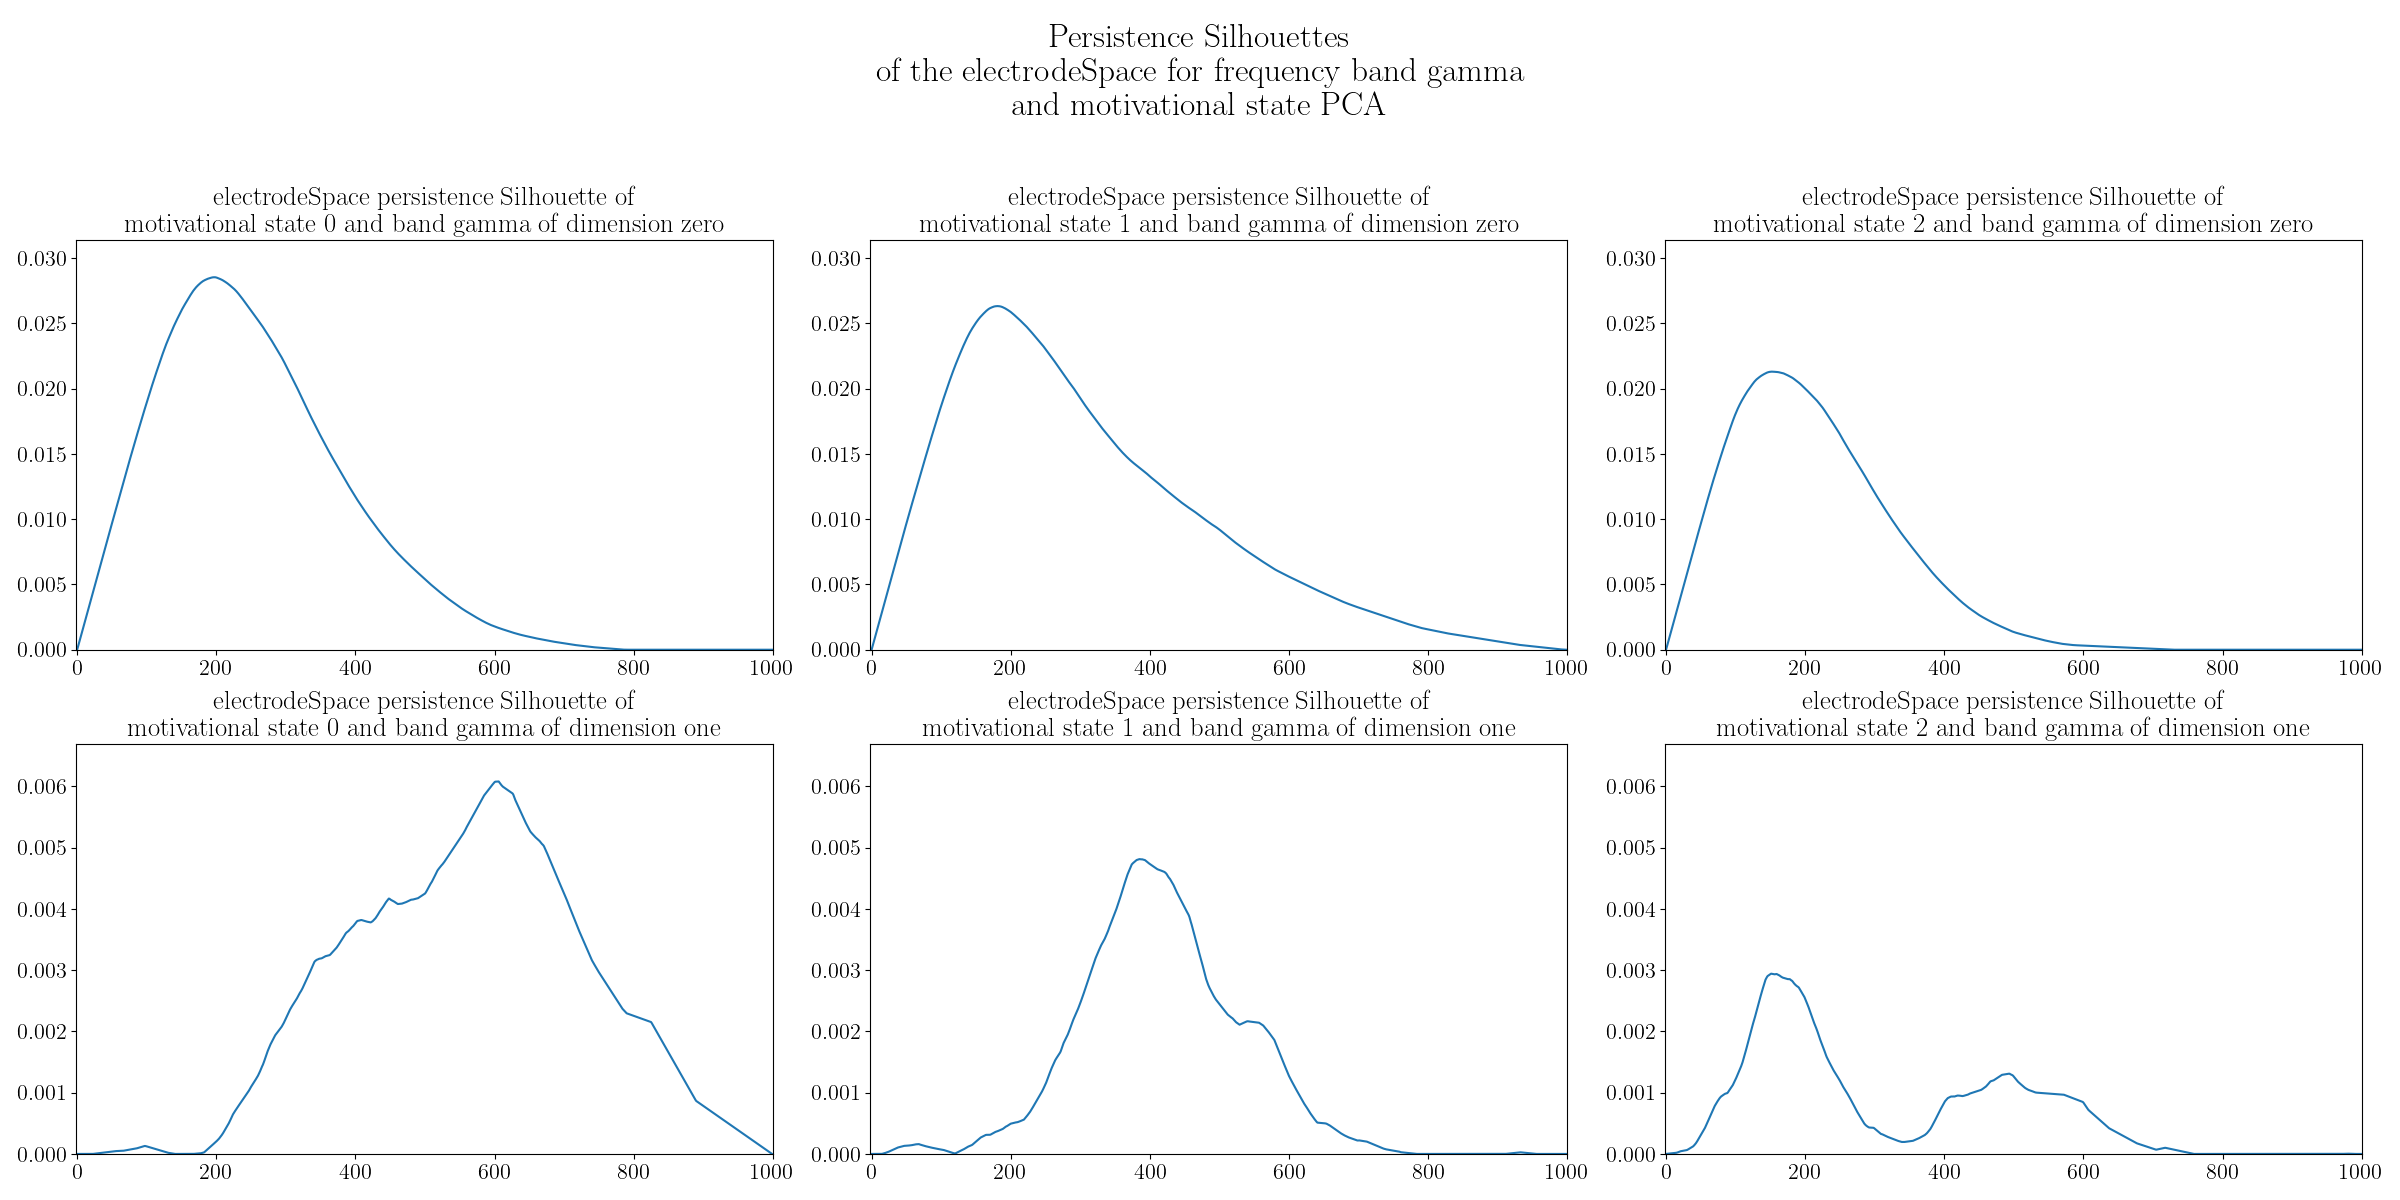 Persistence Silhouettes
of the electrodeSpace for frequency band gamma
and motivational state PCA
electrodeSpace persistence Silhouette of
motivational state 0 and band gamma of dimension zero
0.030
0.025
0.020
0.015
0.010
0.005
0.000
0 200 400 600 800 1000
electrodeSpace persistence Silhouette of
motivational state 1 and band gamma of dimension zero
0.030
0.025
0.020
0.015
0.010
0.005
0.000
0 200 400 600 800 1000
electrodeSpace persistence Silhouette of
motivational state 2 and band gamma of dimension zero
0.030
0.025
0.020
0.015
0.010
0.005
0.000
0 200 400 600 800 1000
electrodeSpace persistence Silhouette of
motivational state 0 and band gamma of dimension one
0.006
0.005
0.004
0.003
0.002
0.001
0.000
0 200 400 600 800 1000
electrodeSpace persistence Silhouette of
motivational state 1 and band gamma of dimension one
0.006
0.005
0.004
0.003
0.002
0.001
0.000
0 200 400 600 800 1000
electrodeSpace persistence Silhouette of
motivational state 2 and band gamma of dimension one
0.006
0.005
0.004
0.003
0.002
0.001
0.000
0 200 400 600 800 1000